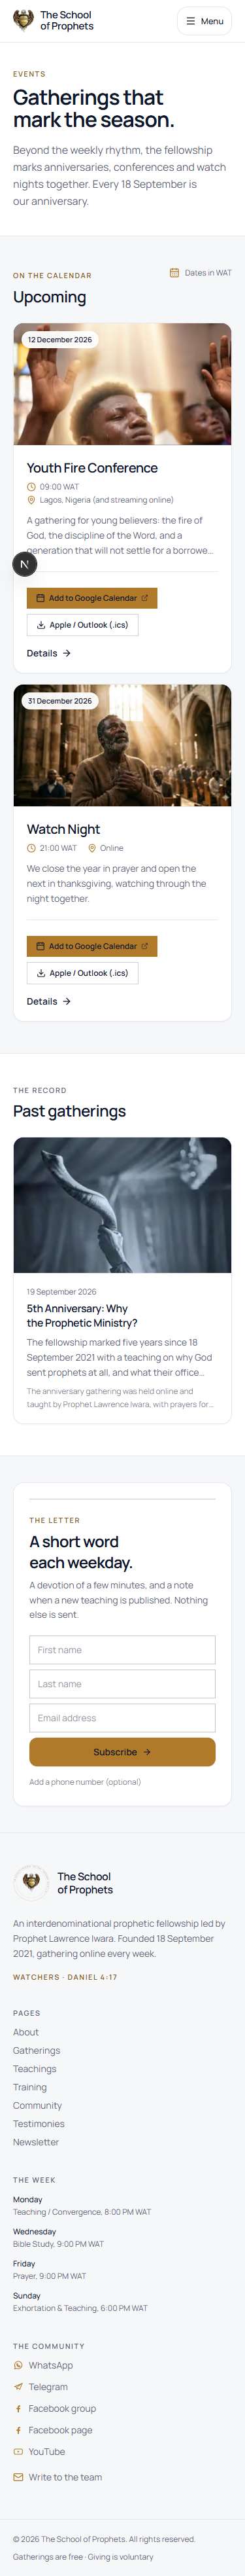 The School
of Prophets
Menu
EVENTS
Gatherings that
mark the season.
Beyond the weekly rhythm, the fellowship
marks anniversaries, conferences and watch
nights together. Every 18 September is
our anniversary.
ON THE CALENDAR
Dates in WAT
Upcoming
12 December 2026
Youth Fire Conference
09:00 WAT
Lagos, Nigeria (and streaming online)
A gathering for young believers: the fire of
God, the discipline of the Word, and a
generation that will not settle for a borrowe...
N
Add to Google Calendar
Apple / Outlook (.ics)
Details
31 December 2026
Watch Night
21:00 WAT
Online
We close the year in prayer and open the
next in thanksgiving, watching through the
night together.
Add to Google Calendar
Apple / Outlook (.ics)
Details
THE RECORD
Past gatherings
19 September 2026
5th Anniversary: Why
the Prophetic Ministry?
The fellowship marked five years since 18
September 2021 with a teaching on why God
sent prophets at all, and what their office...
The anniversary gathering was held online and
taught by Prophet Lawrence Iwara, with prayers for...
THE LETTER
A short word
each weekday.
A devotion of a few minutes, and a note
when a new teaching is published. Nothing
else is sent.
First name
Last name
Email address
Subscribe
Add a phone number (optional)
The School
of Prophets
An interdenominational prophetic fellowship led by
Prophet Lawrence Iwara. Founded 18 September
2021, gathering online every week.
WATCHERS · DANIEL 4:17
PAGES
About
Gatherings
Teachings
Training
Community
Testimonies
Newsletter
THE WEEK
Monday
Teaching / Convergence, 8:00 PM WAT
Wednesday
Bible Study, 9:00 PM WAT
Friday
Prayer, 9:00 PM WAT
Sunday
Exhortation & Teaching, 6:00 PM WAT
THE COMMUNITY
WhatsApp
Telegram
Facebook group
Facebook page
YouTube
Write to the team
© 2026 The School of Prophets. All rights reserved.
Gatherings are free · Giving is voluntary